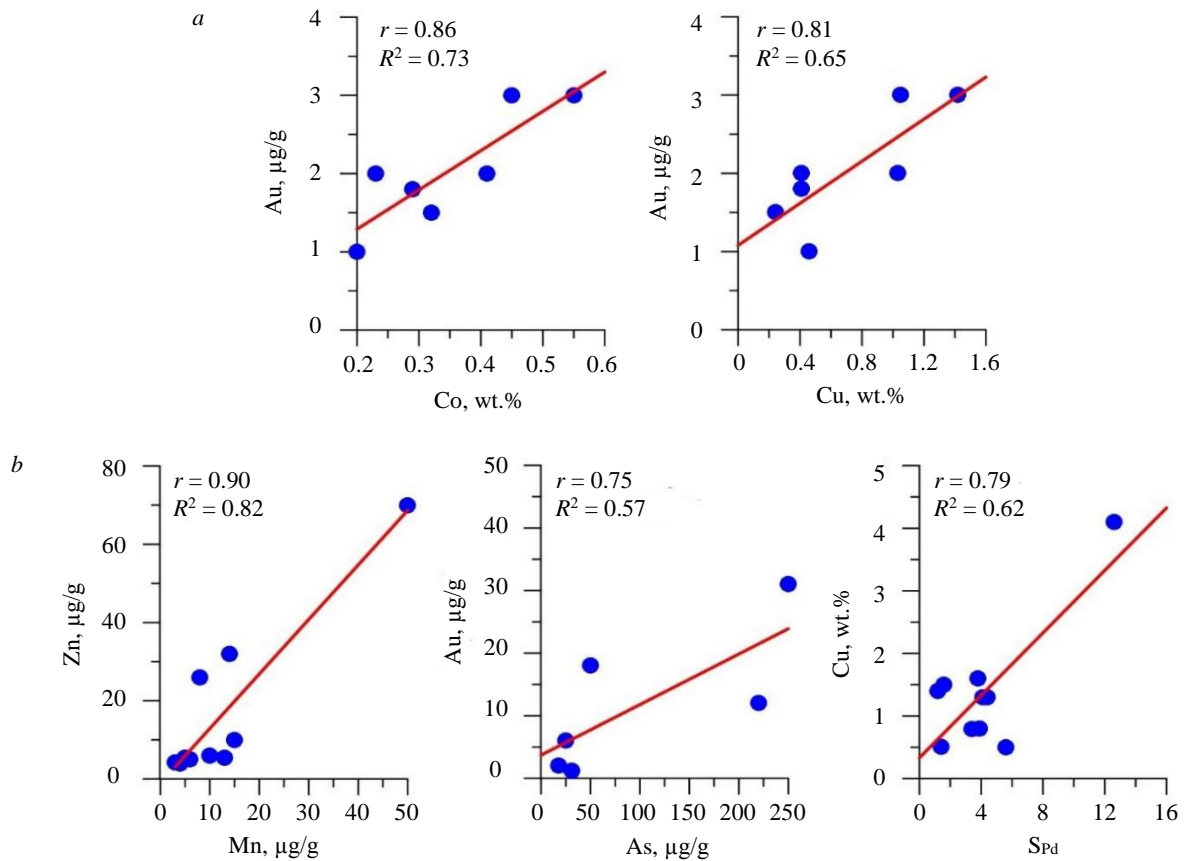 a
r = 0.86
R² = 0.73
4
3
2
1
0
Au, µg/g
0.2 0.3 0.4 0.5 0.6
Co, wt.%
r = 0.81
R² = 0.65
4
3
2
1
0
Au, µg/g
0 0.4 0.8 1.2 1.6
Cu, wt.%
b
r = 0.90
R² = 0.82
80
60
40
20
0
Zn, µg/g
0 10 20 30 40 50
Mn, µg/g
r = 0.75
R² = 0.57
50
40
30
20
10
0
Au, µg/g
0 50 100 150 200 250
As, µg/g
r = 0.79
R² = 0.62
5
4
3
2
1
0
Cu, wt.%
0 4 8 12 16
SPd